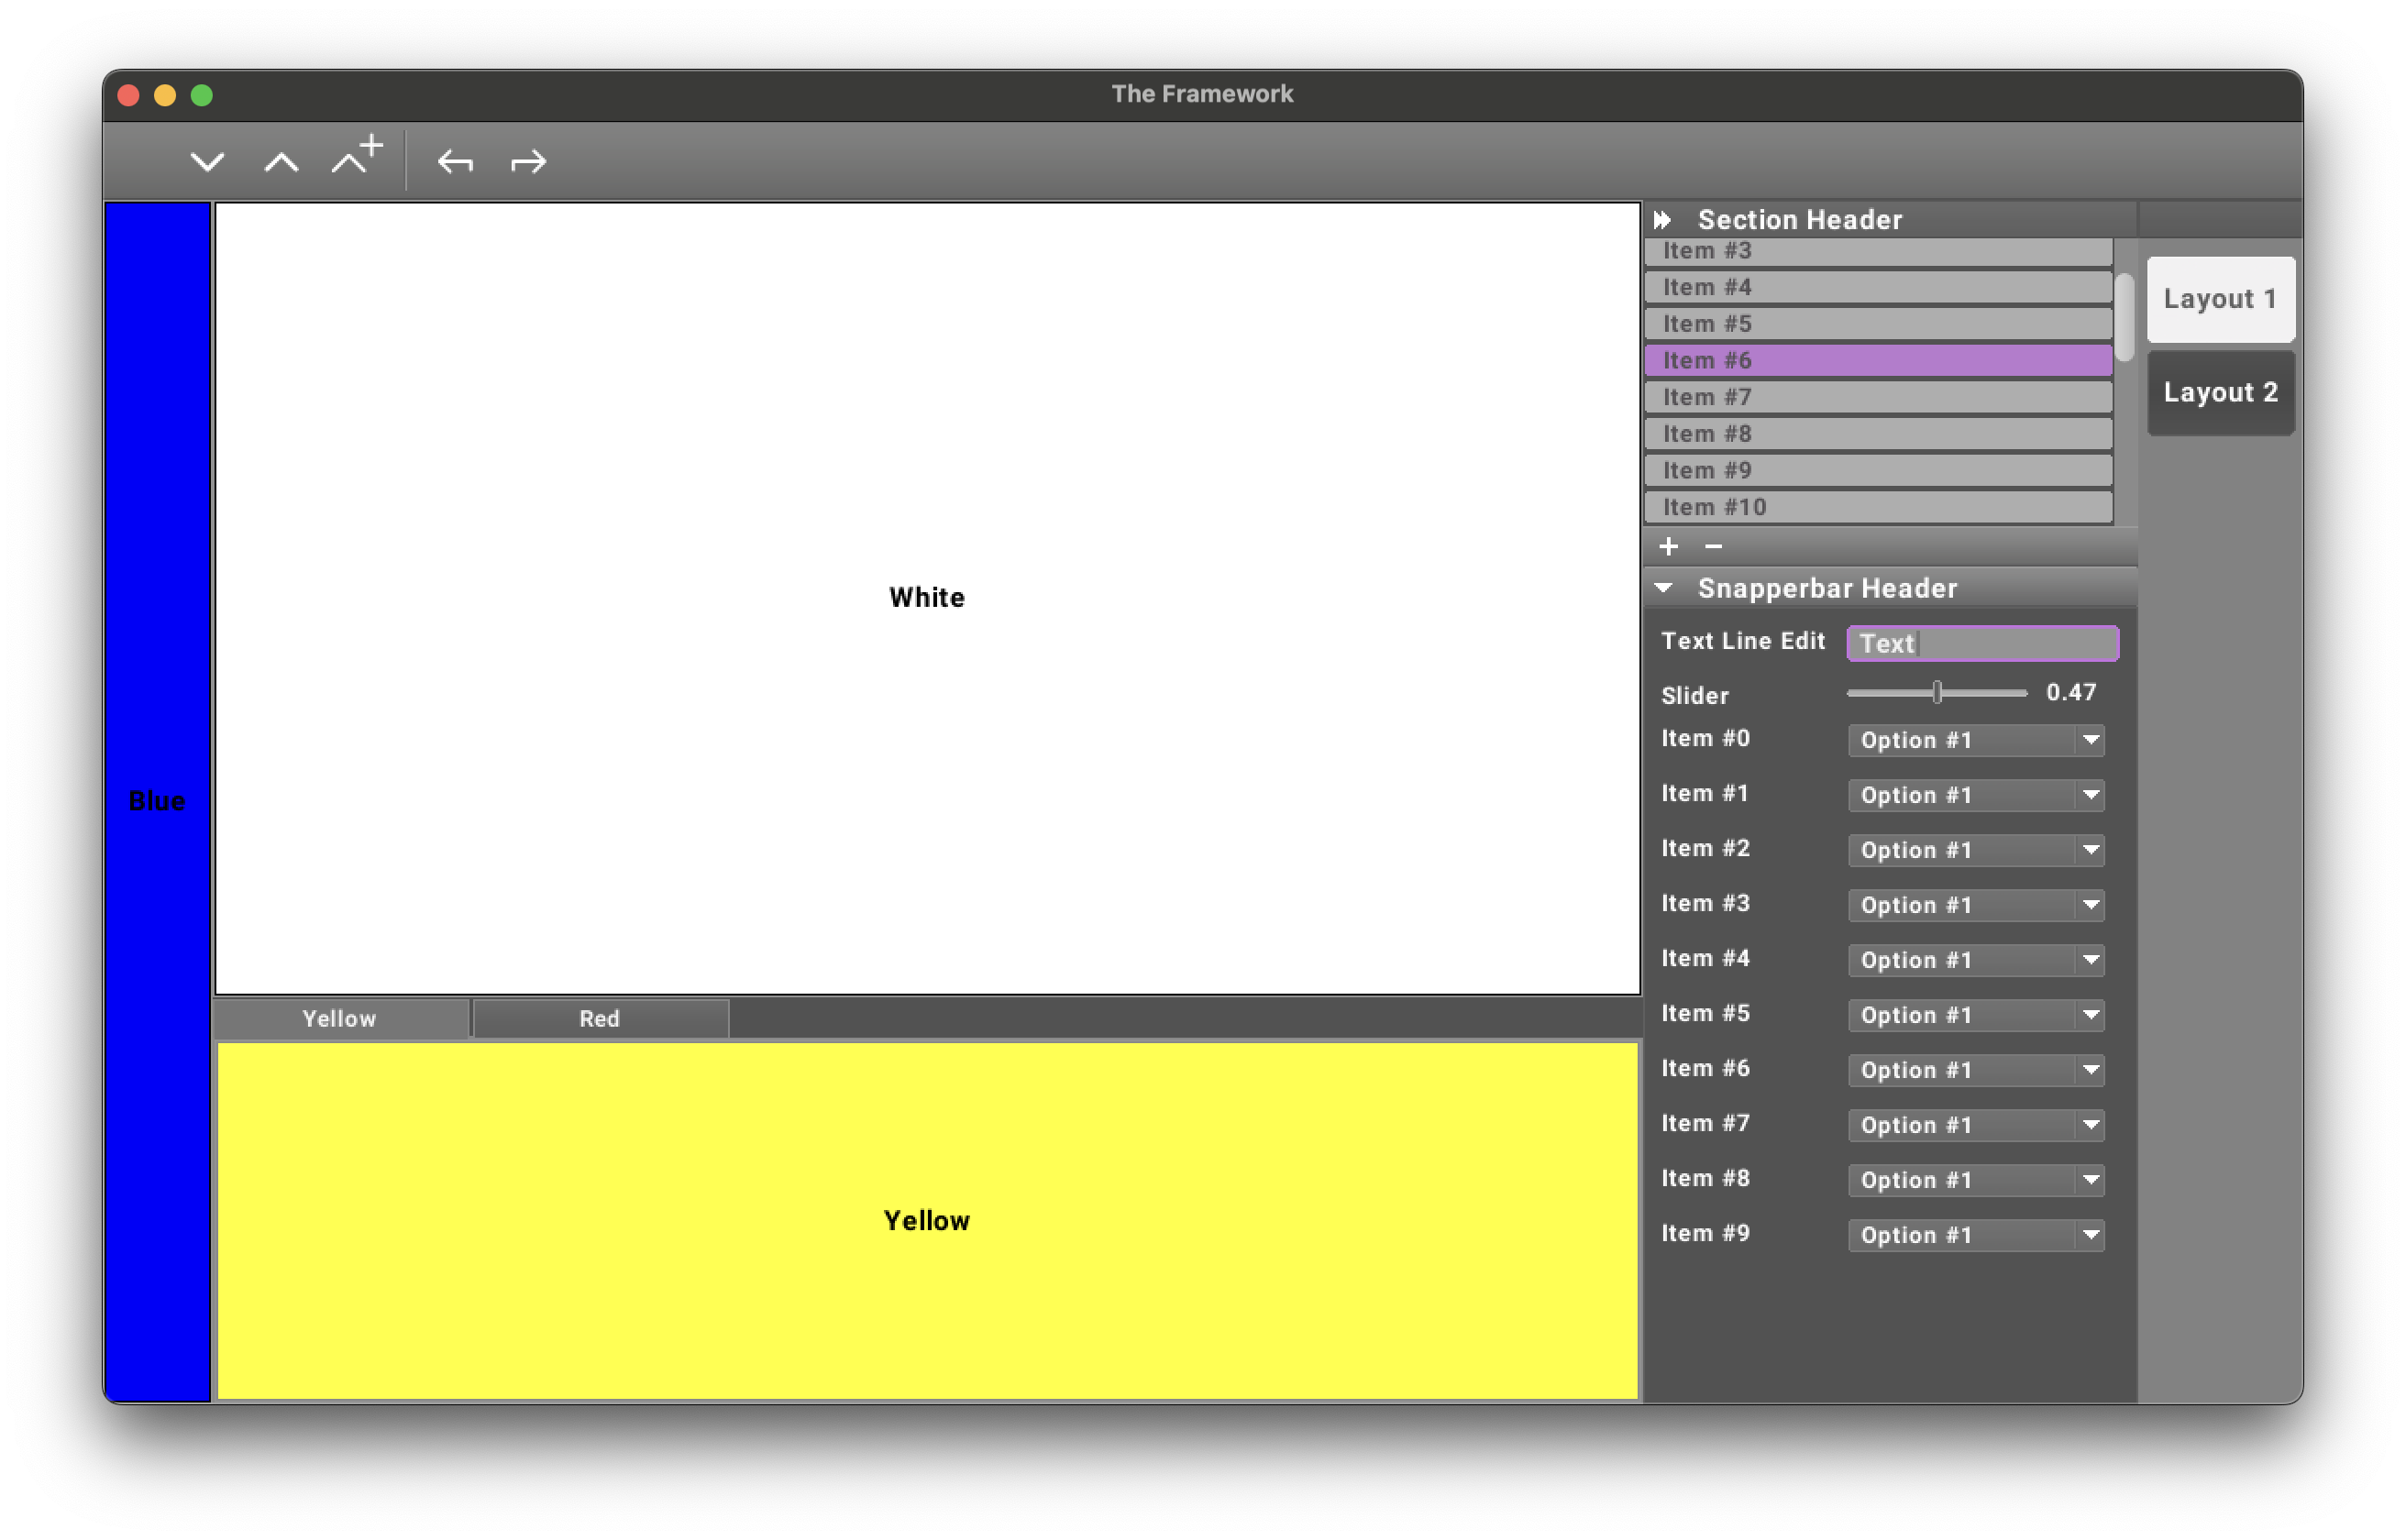 The Framework
Section Header
Item #3
Item #4
Item #5
Item #6
Item #7
Item #8
Item #9
Item #10
Layout 1
Layout 2
Snapperbar Header
Text Line Edit Text
Slider 0.47
Item #0 Option #1
Item #1 Option #1
Item #2 Option #1
Item #3 Option #1
Item #4 Option #1
Item #5 Option #1
Item #6 Option #1
Item #7 Option #1
Item #8 Option #1
Item #9 Option #1
Blue
White
Yellow Red
Yellow